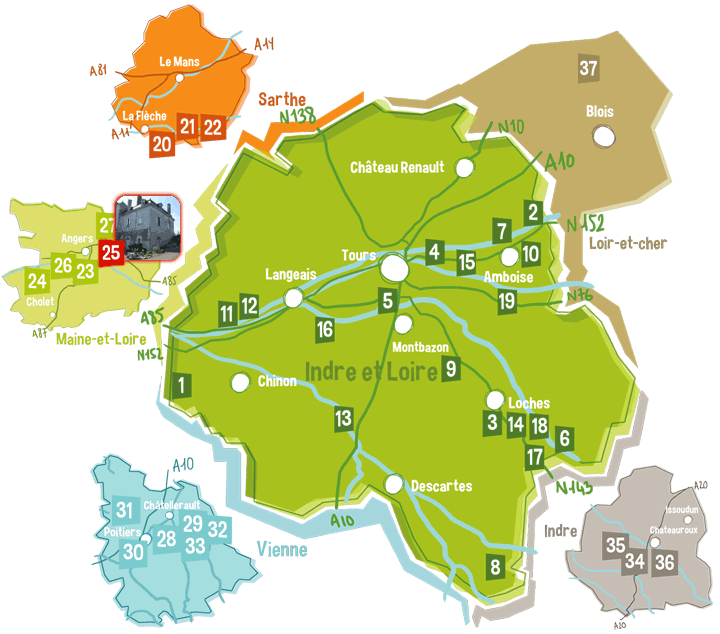 37
A14
Le Mans
A81
Blois
La Flèche
Sarthe
A11
21
22
20
N138
N10
Château Renault
A10
27
Angers
25
26
23
24
A85
Cholet
A87
Maine-et-Loire
2
7
N152
Loir-et-cher
Tours
4
15
10
Amboise
Langeais
5
19
N76
11
12
16
A85
N152
Montbazon
Indre et Loire
9
1
Chinon
Loches
13
3
14
18
6
17
N143
Descartes
A10
8
A10
31
Châtellerault
29
32
Poitiers
28
30
33
Vienne
Indre
A20
Issoudun
Chateauroux
35
34
36
A20